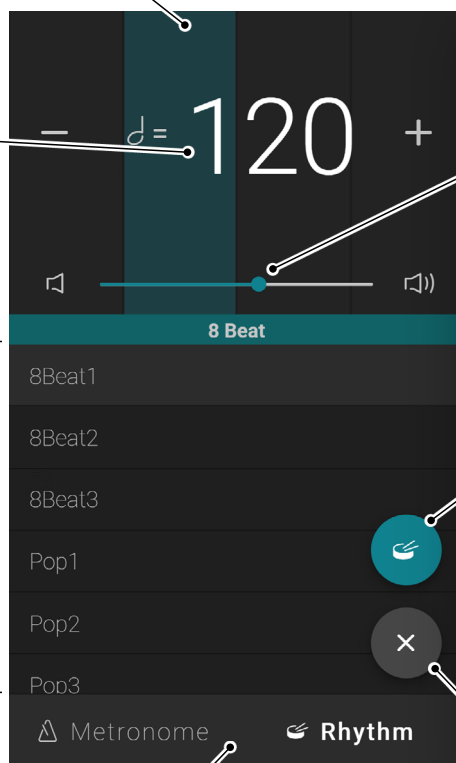 − 𝅗𝅥 = 120 +
8 Beat
8Beat1
8Beat2
8Beat3
Pop1
Pop2
Pop3
Metronome Rhythm